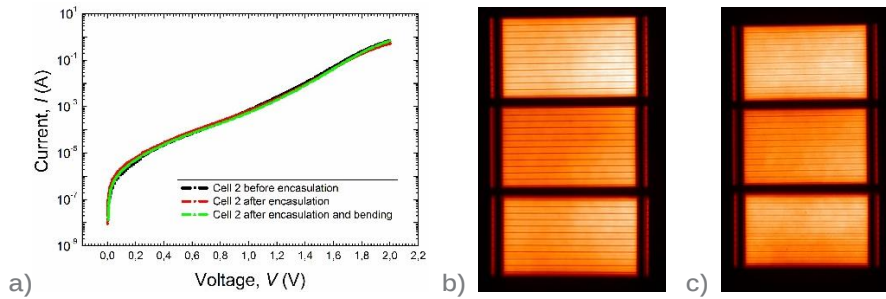 10¹
10⁻¹
10⁻³
10⁻⁵
10⁻⁷
10⁻⁹
Current, I (A)
Cell 2 before encasulation
Cell 2 after encasulation
Cell 2 after encasulation and bending
0,0 0,2 0,4 0,6 0,8 1,0 1,2 1,4 1,6 1,8 2,0 2,2
Voltage, V (V)
a)
b)
c)